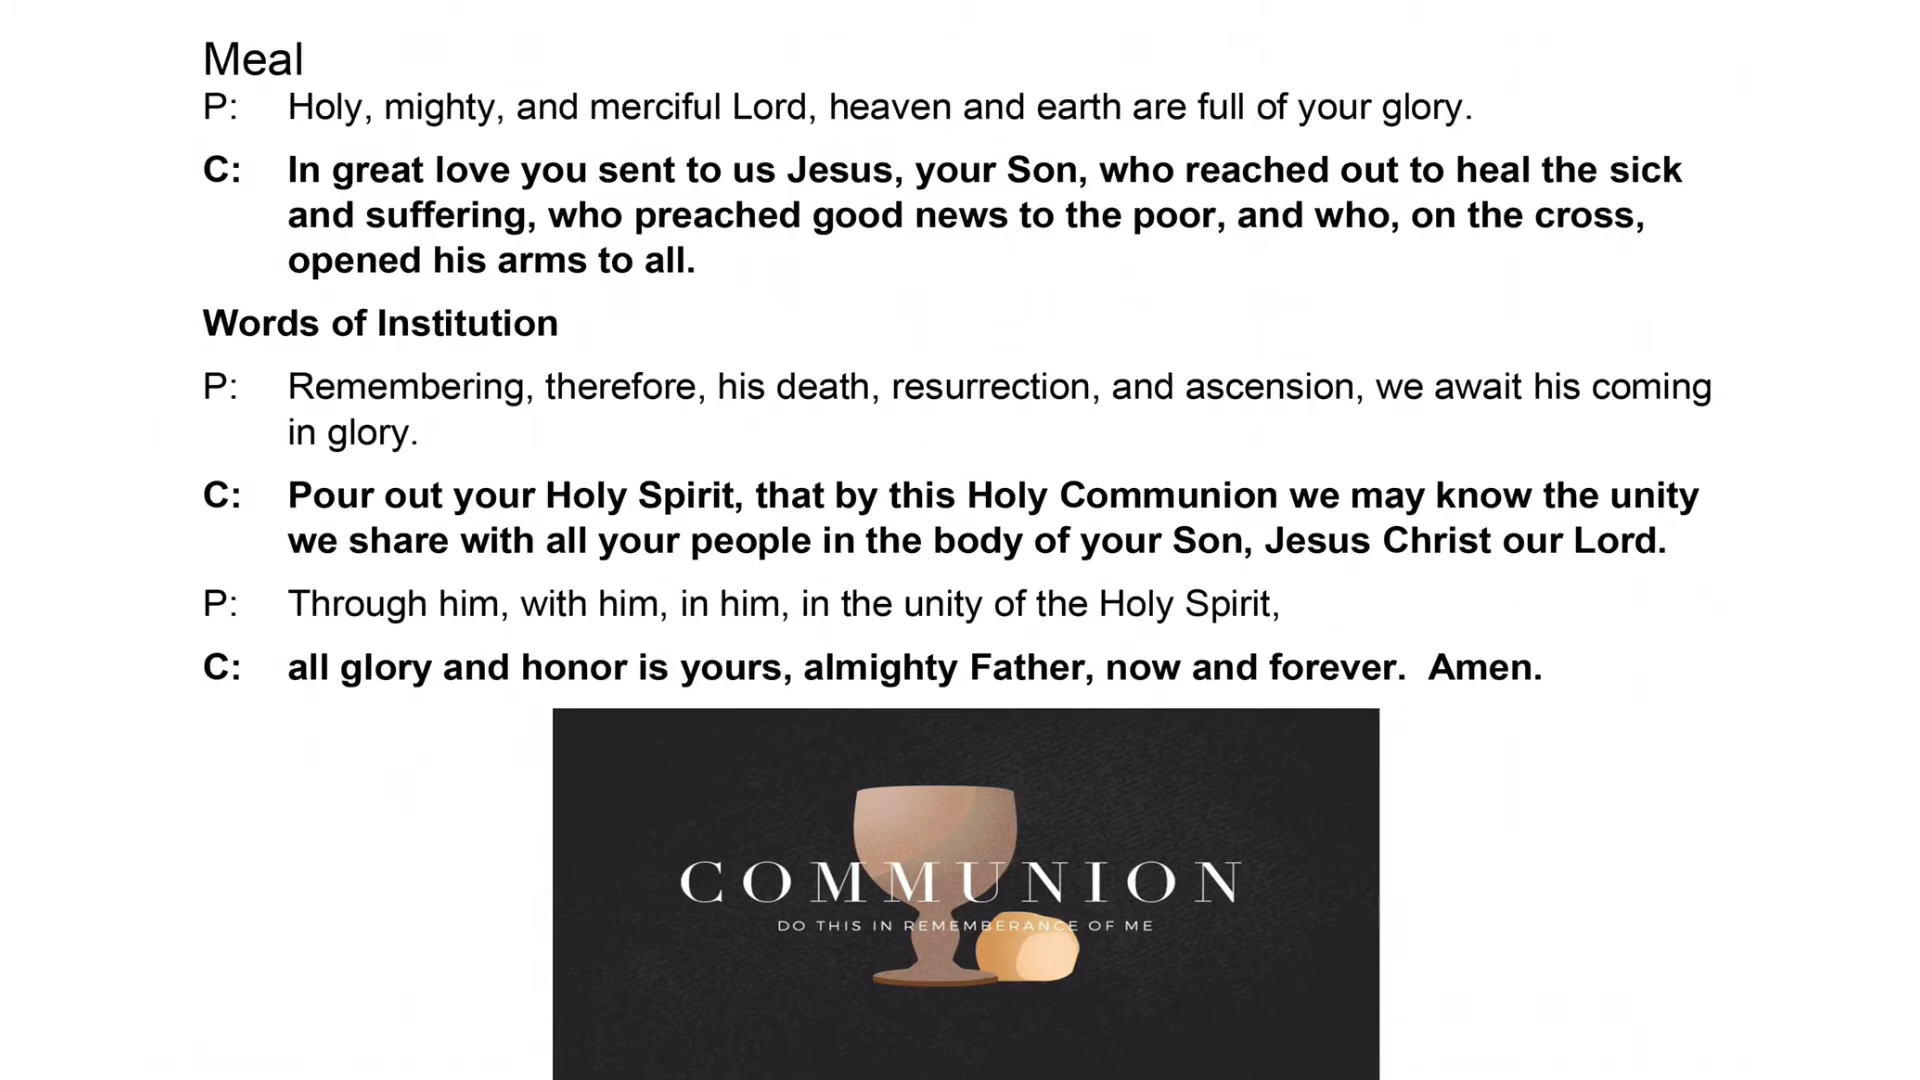 Meal
P: Holy, mighty, and merciful Lord, heaven and earth are full of your glory.
C: In great love you sent to us Jesus, your Son, who reached out to heal the sick
and suffering, who preached good news to the poor, and who, on the cross,
opened his arms to all.
Words of Institution
P: Remembering, therefore, his death, resurrection, and ascension, we await his coming
in glory.
C: Pour out your Holy Spirit, that by this Holy Communion we may know the unity
we share with all your people in the body of your Son, Jesus Christ our Lord.
P: Through him, with him, in him, in the unity of the Holy Spirit,
C: all glory and honor is yours, almighty Father, now and forever. Amen.
COMMUNION
DO THIS IN REMEMBERANCE OF ME